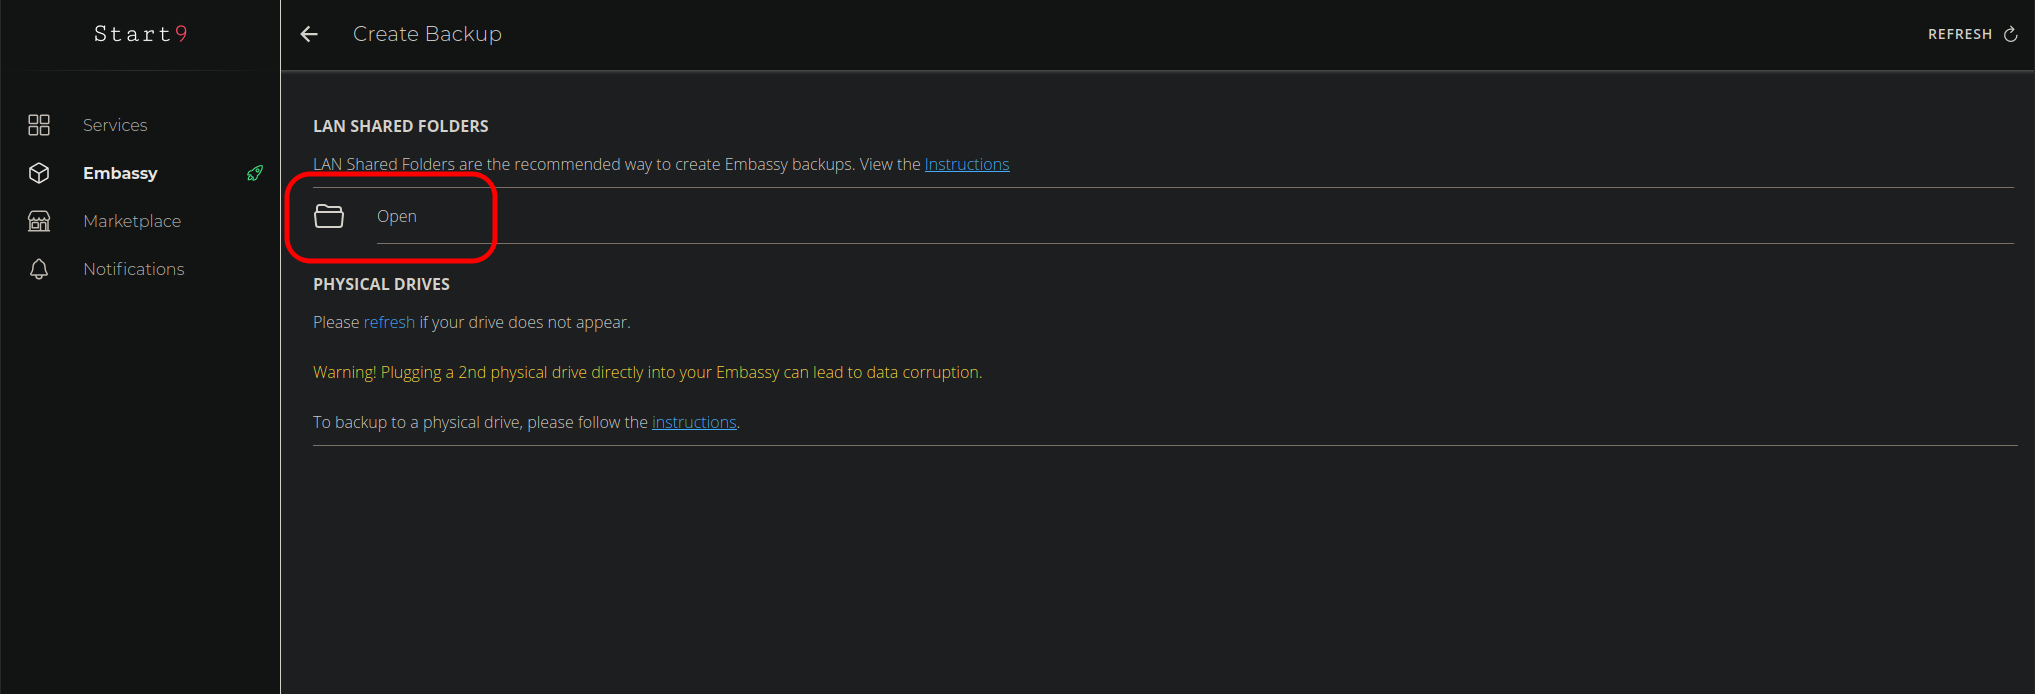 Start9
Create Backup
REFRESH
Services
Embassy
Marketplace
Notifications
LAN SHARED FOLDERS
LAN Shared Folders are the recommended way to create Embassy backups. View the Instructions
Open
PHYSICAL DRIVES
Please refresh if your drive does not appear.
Warning! Plugging a 2nd physical drive directly into your Embassy can lead to data corruption.
To backup to a physical drive, please follow the instructions.